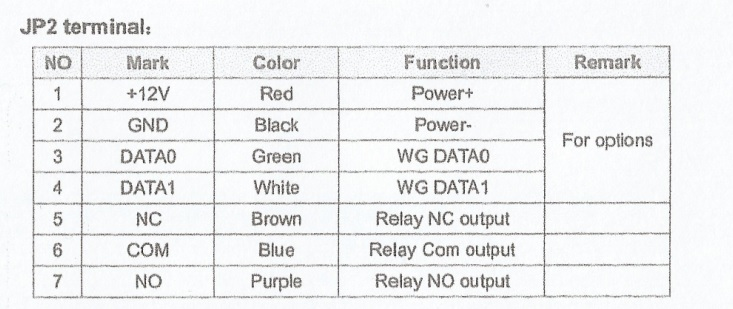 JP2 terminal:
NO Mark Color Function Remark
1 +12V Red Power+
2 GND Black Power-
For options
3 DATA0 Green WG DATA0
4 DATA1 White WG DATA1
5 NC Brown Relay NC output
6 COM Blue Relay Com output
7 NO Purple Relay NO output